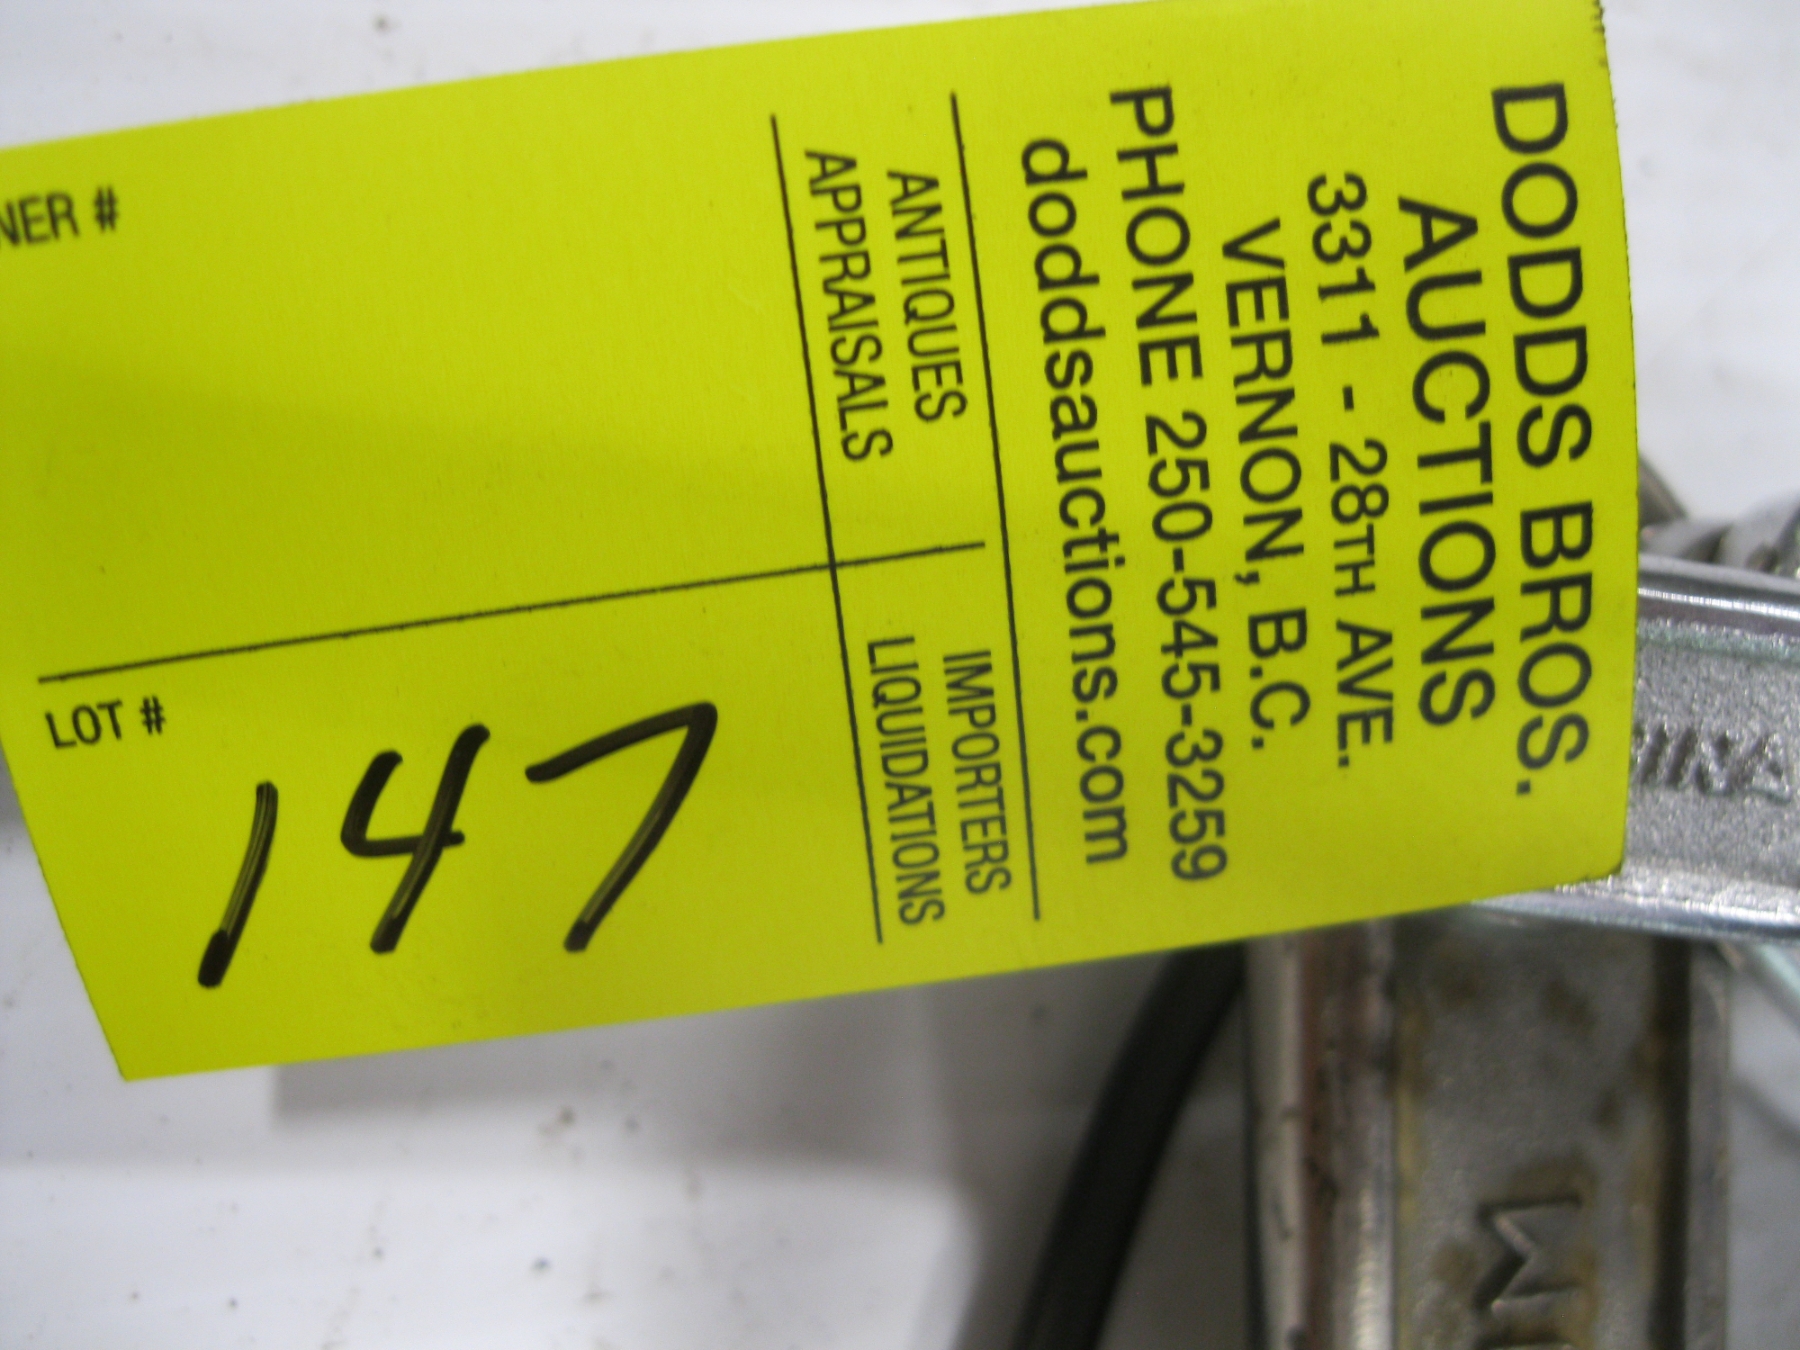 DODDS BROS.
AUCTIONS
3311 - 28TH AVE.
VERNON, B.C.
PHONE 250-545-3259
doddsauctions.com
ANTIQUES
APPRAISALS
IMPORTERS
LIQUIDATIONS
NER #
LOT #
147